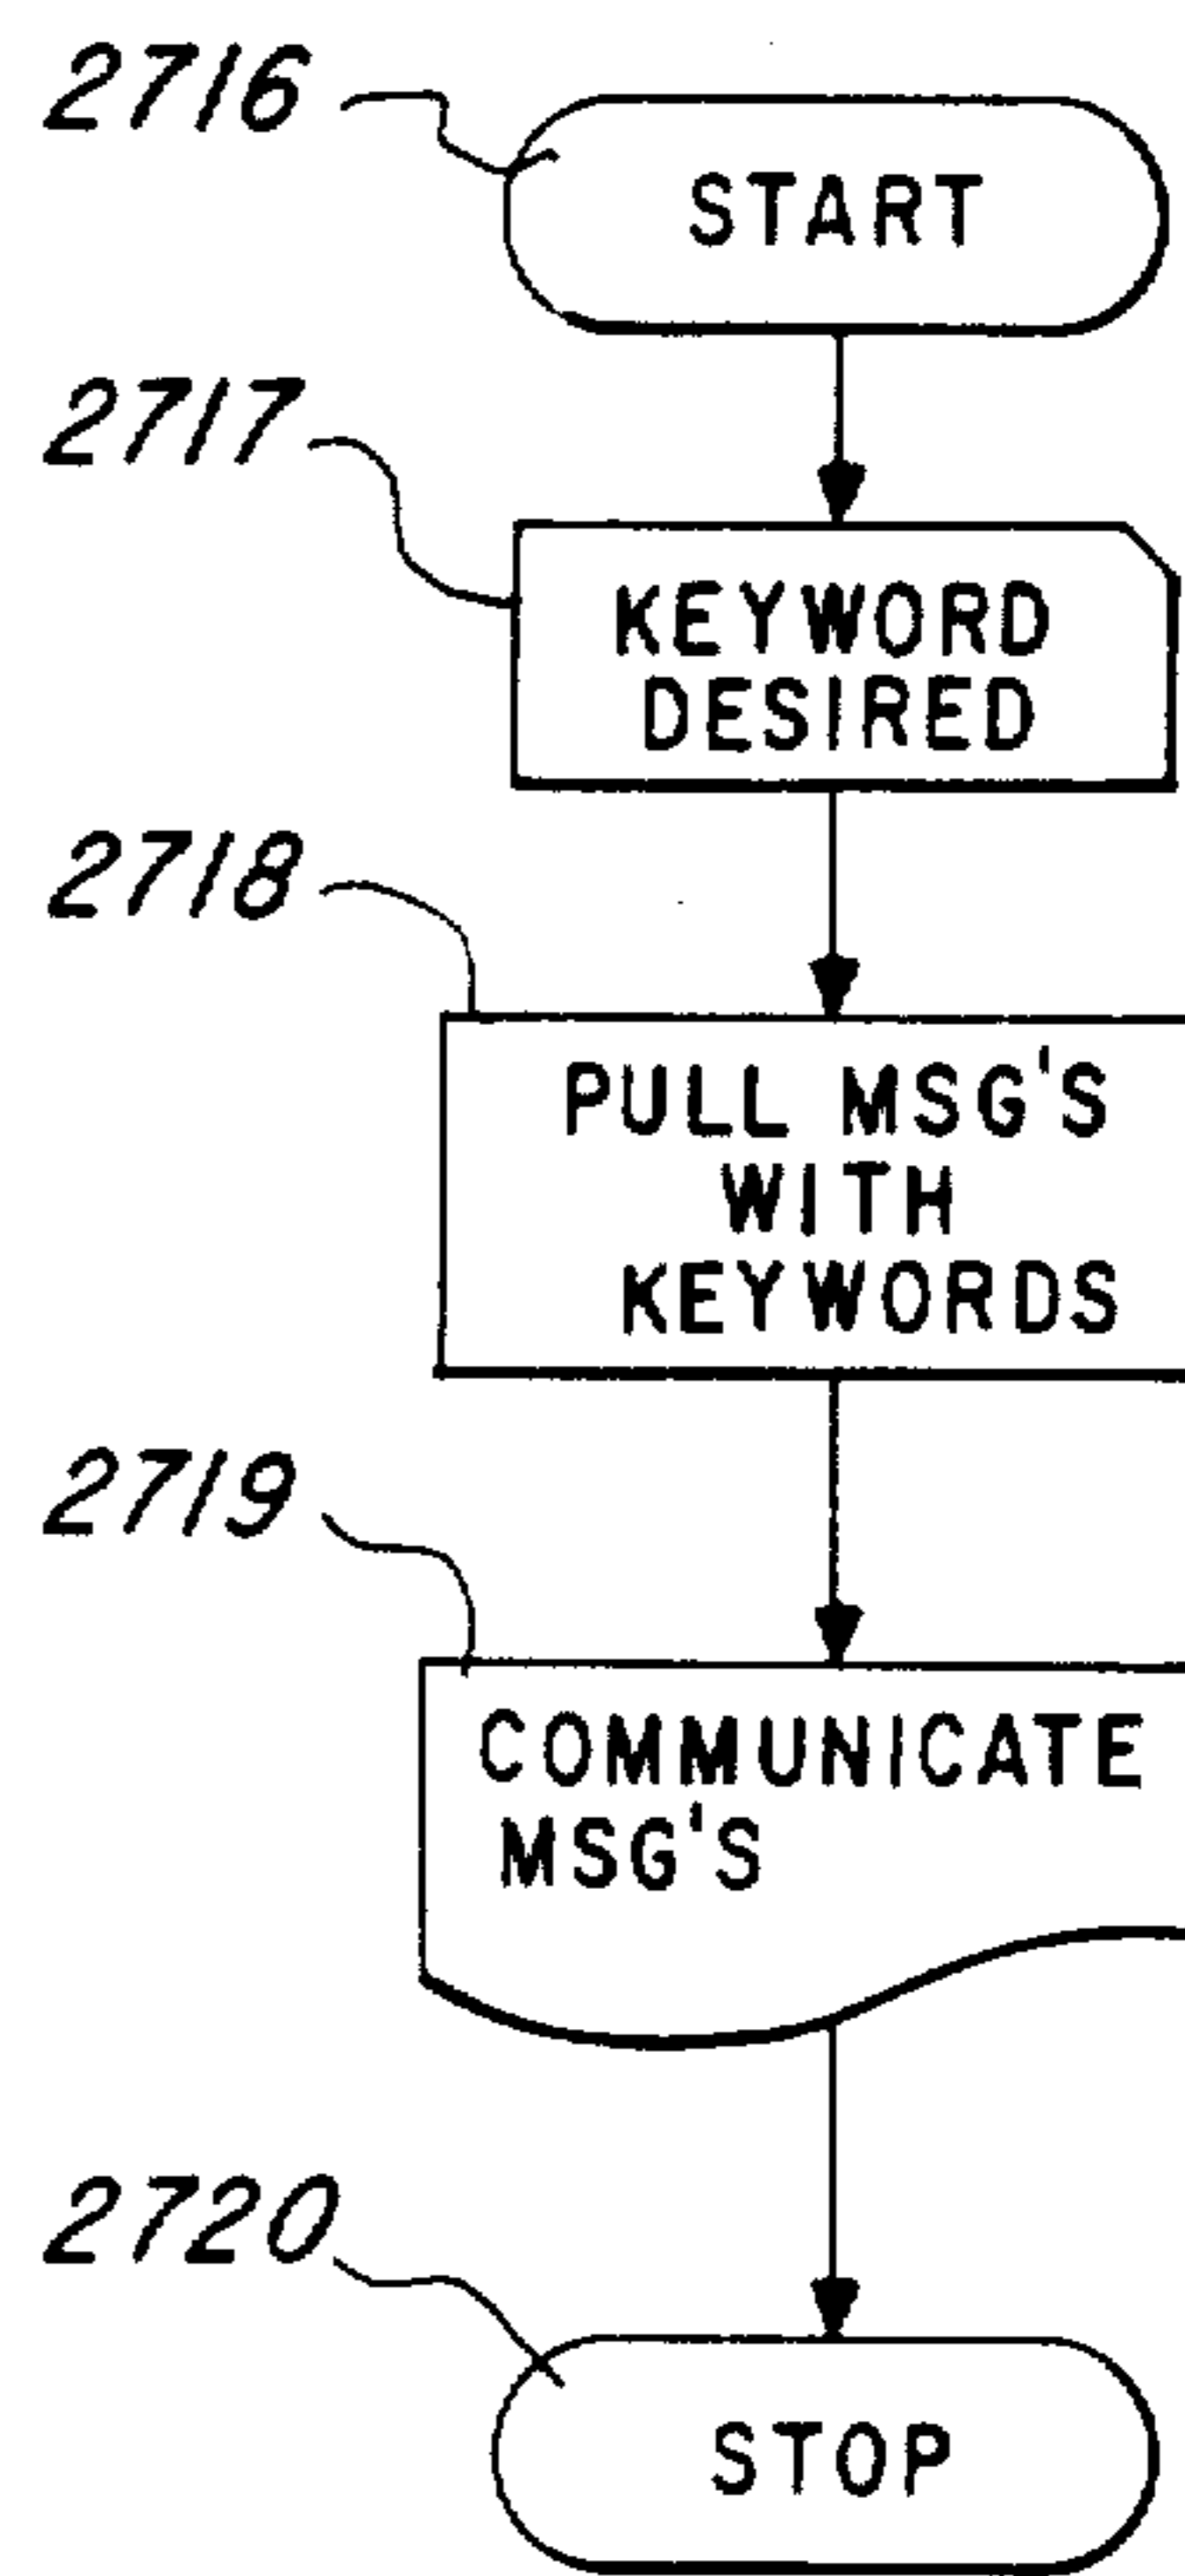 2716
START
2717
KEYWORD
DESIRED
2718
PULL MSG'S
WITH
KEYWORDS
2719
COMMUNICATE
MSG'S
2720
STOP